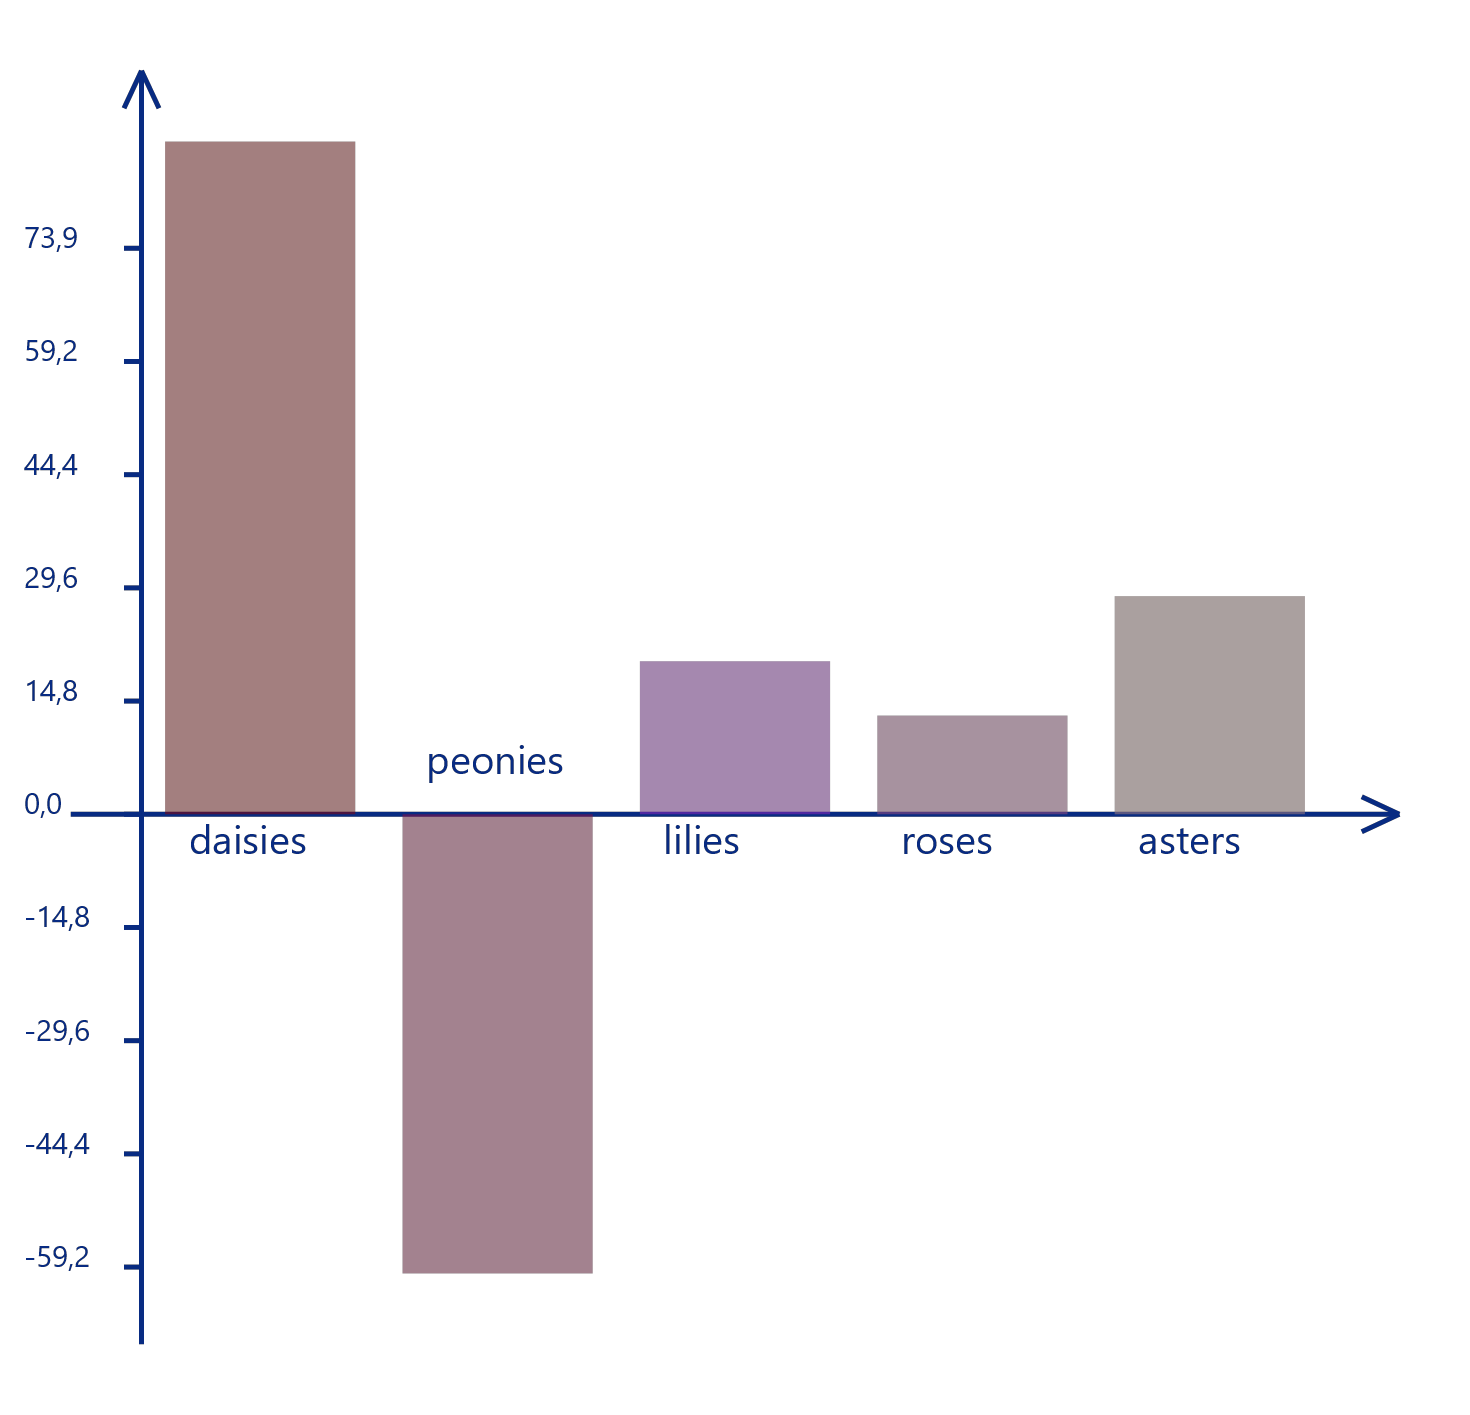 73,9
59,2
44,4
29,6
14,8
peonies
0,0
daisies
lilies
roses
asters
-14,8
-29,6
-44,4
-59,2